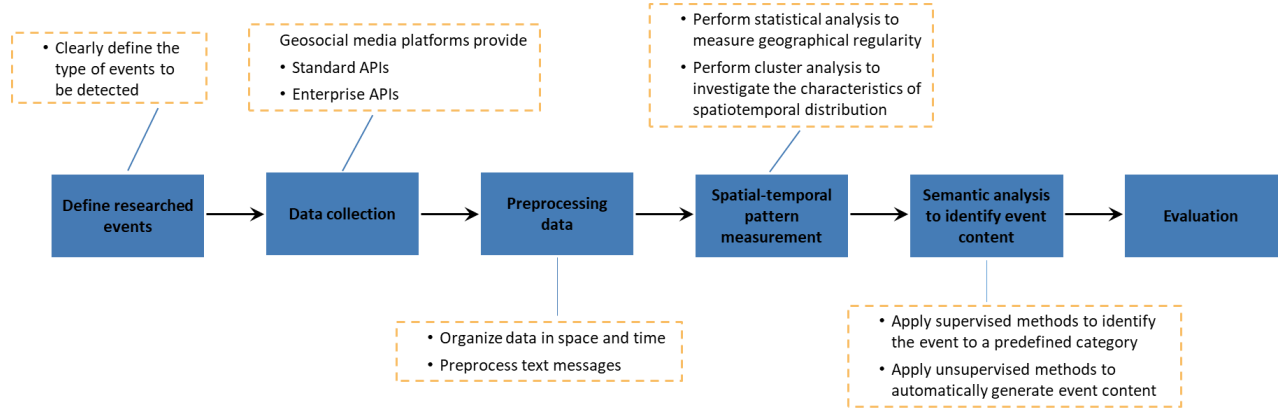 • Clearly define the
type of events to
be detected
Geosocial media platforms provide
• Standard APIs
• Enterprise APIs
• Perform statistical analysis to
measure geographical regularity
• Perform cluster analysis to
investigate the characteristics of
spatiotemporal distribution
Define researched
events
Data collection
Preprocessing
data
Spatial-temporal
pattern
measurement
Semantic analysis
to identify event
content
Evaluation
• Organize data in space and time
• Preprocess text messages
• Apply supervised methods to identify
the event to a predefined category
• Apply unsupervised methods to
automatically generate event content